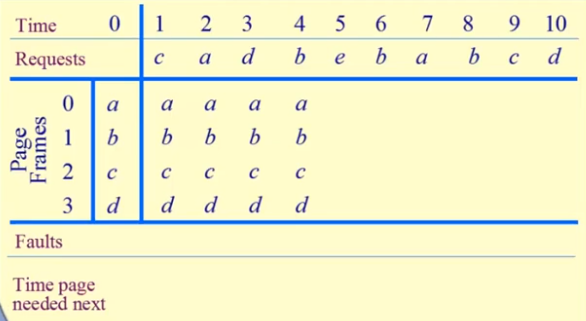 Time 0 1 2 3 4 5 6 7 8 9 10
Requests c a d b e b a b c d
Page Frames
0 a a a a a
1 b b b b b
2 c c c c c
3 d d d d d
Faults
Time page
needed next